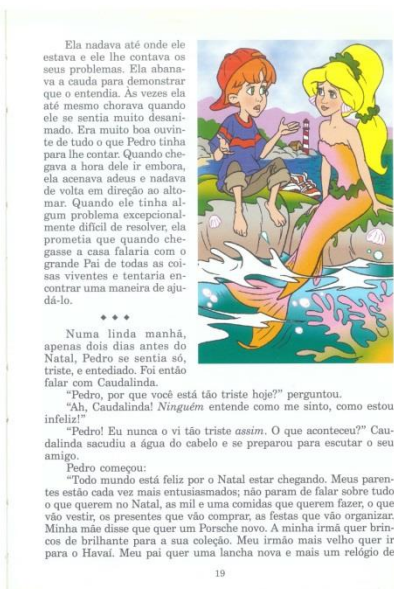 Ela nadava até onde ele
estava e ele lhe contava os
seus problemas. Ela abana-
va a cauda para demonstrar
que o entendia. Às vezes ela
até mesmo chorava quando
ele se sentia muito desani-
mado. Era muito boa ouvin-
te de tudo o que Pedro tinha
para lhe contar. Quando che-
gava a hora dele ir embora,
ela acenava adeus e nadava
de volta em direção ao alto-
mar. Quando ele tinha al-
gum problema excepcional-
mente difícil de resolver, ela
prometia que quando che-
gasse a casa falaria com o
grande Pai de todas as coi-
sas viventes e tentaria en-
contrar uma maneira de aju-
dá-lo.
Numa linda manhã,
apenas dois dias antes do
Natal, Pedro se sentia só,
triste, e entediado. Foi então
falar com Caudalinda.
"Pedro, por que você está tão triste hoje?" perguntou.
"Ah, Caudalinda! Ninguém entende como me sinto, como estou
infeliz!"
"Pedro! Eu nunca o vi tão triste assim. O que aconteceu?" Cau-
dalinda sacudiu a água do cabelo e se preparou para escutar o seu
amigo.
Pedro começou:
"Todo mundo está feliz por o Natal estar chegando. Meus paren-
tes estão cada vez mais entusiasmados; não param de falar sobre tudo
o que querem no Natal, as mil e uma comidas que querem fazer, o que
vão vestir, os presentes que vão comprar, as festas que vão organizar.
Minha mãe disse que quer um Porsche novo. A minha irmã quer brin-
cos de brilhante para a sua coleção. Meu irmão mais velho quer ir
para o Havaí. Meu pai quer uma lancha nova e mais um relógio de
19